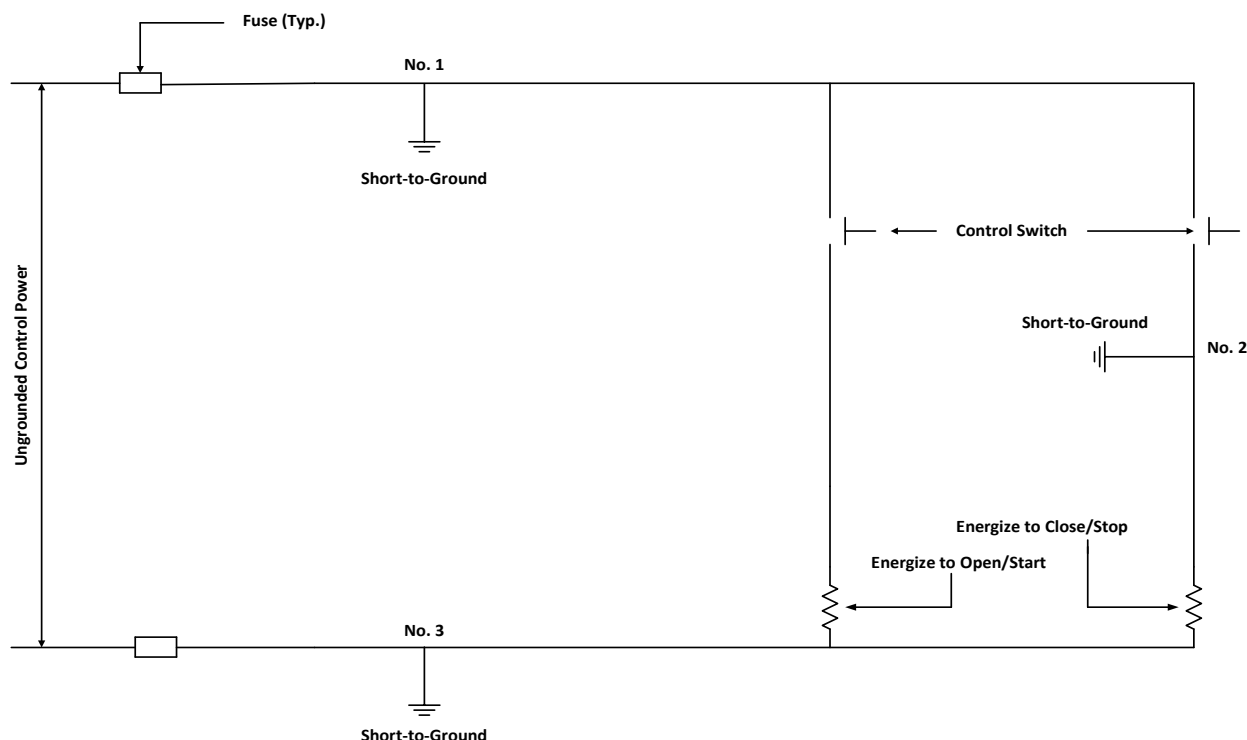 Fuse (Typ.)
No. 1
Short-to-Ground
Control Switch
Short-to-Ground
No. 2
Ungrounded Control Power
Energize to Close/Stop
Energize to Open/Start
No. 3
Short-to-Ground